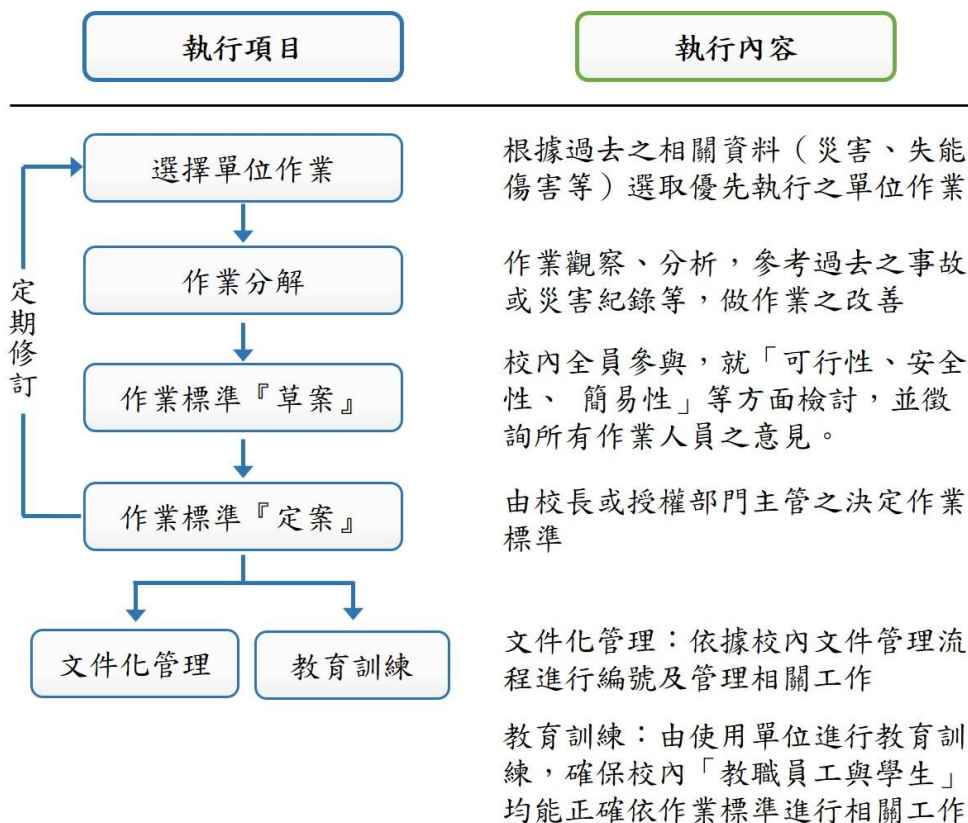 執行項目
執行內容
選擇單位作業
根據過去之相關資料（災害、失能
傷害等）選取優先執行之單位作業
作業分解
作業觀察、分析，參考過去之事故
或災害紀錄等，做作業之改善
定期修訂
作業標準『草案』
校內全員參與，就「可行性、安全
性、 簡易性」等方面檢討，並徵
詢所有作業人員之意見。
作業標準『定案』
由校長或授權部門主管之決定作業
標準
文件化管理
教育訓練
文件化管理：依據校內文件管理流
程進行編號及管理相關工作
教育訓練：由使用單位進行教育訓
練，確保校內「教職員工與學生」
均能正確依作業標準進行相關工作